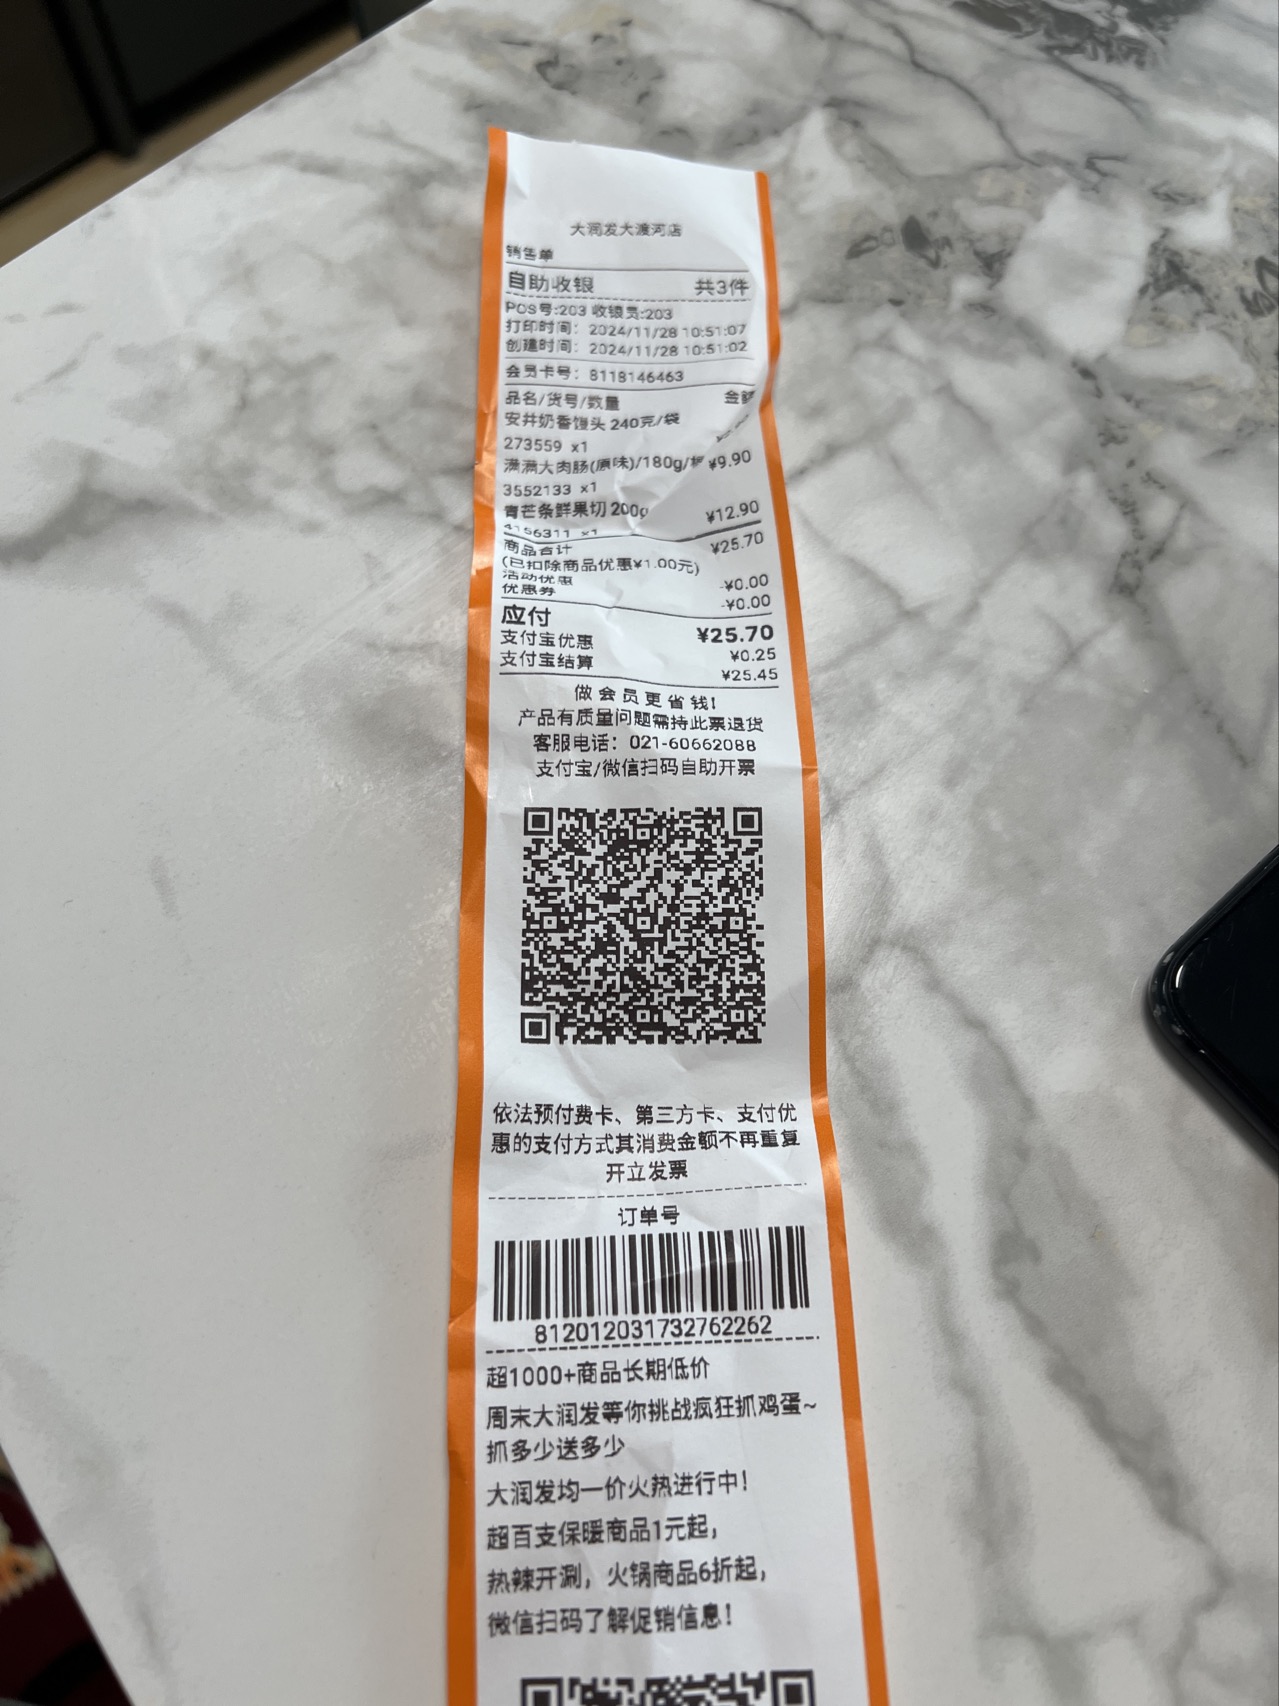 大润发大渡河店
销售单
自助收银 共3件
POS号:203 收银员:203
打印时间： 2024/11/28 10:51:07
创建时间： 2024/11/28 10:51:02
会员卡号： 8118146463
品名/货号/数量 金额
安井奶香馒头 240克/袋
273559 x1
满满大肉肠(原味)/180g/ ¥9.90
3552133 x1
青芒条鲜果切 200g ¥12.90
4156311 x1
商品合计 ¥25.70
(已扣除商品优惠¥1.00元)
活动优惠 -¥0.00
优惠券 -¥0.00
应付 ¥25.70
支付宝优惠 ¥0.25
支付宝结算 ¥25.45
做会员更省钱!
产品有质量问题需持此票退货
客服电话： 021-60662088
支付宝/微信扫码自助开票
依法预付费卡、第三方卡、支付优
惠的支付方式其消费金额不再重复
开立发票
订单号
812012031732762262
超1000+商品长期低价
周末大润发等你挑战疯狂抓鸡蛋~
抓多少送多少
大润发均一价火热进行中!
超百支保暖商品1元起，
热辣开涮，火锅商品6折起，
微信扫码了解促销信息!